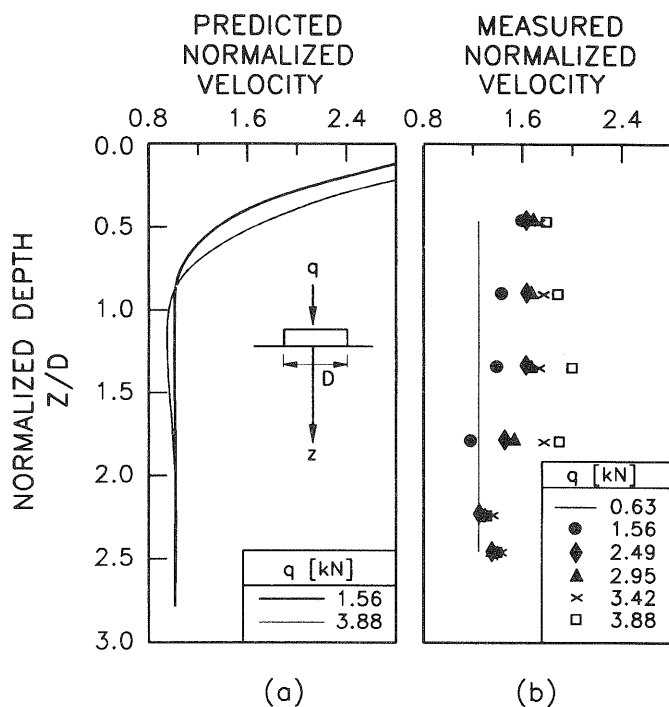 PREDICTED
NORMALIZED
VELOCITY
0.8 1.6 2.4
NORMALIZED DEPTH
Z/D
0.0
0.5
1.0
1.5
2.0
2.5
3.0
q
D
z
q [kN]
1.56
3.88
(a)
MEASURED
NORMALIZED
VELOCITY
0.8 1.6 2.4
q [kN]
0.63
1.56
2.49
2.95
3.42
3.88
(b)